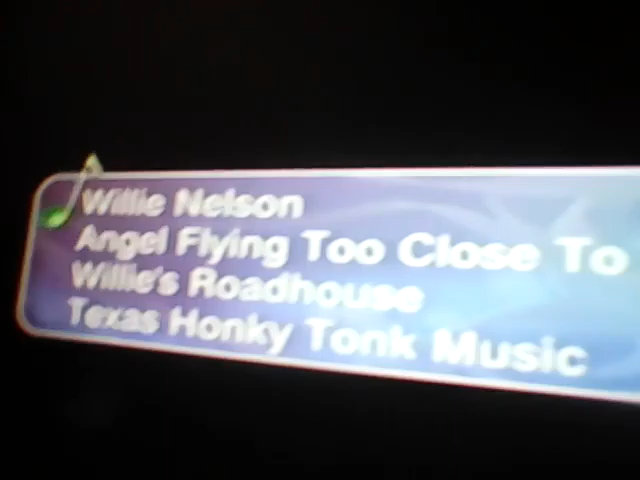 Willie Nelson
Angel Flying Too Close To
Willie's Roadhouse
Texas Honky Tonk Music